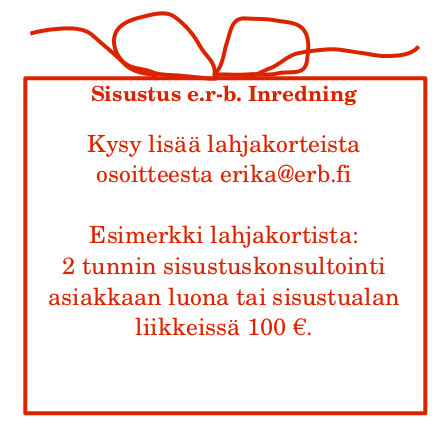 Sisustus e.r-b. Inredning
Kysy lisää lahjakorteista
osoitteesta erika@erb.fi
Esimerkki lahjakortista:
2 tunnin sisustuskonsultointi
asiakkaan luona tai sisustualan
liikkeissä 100 €.